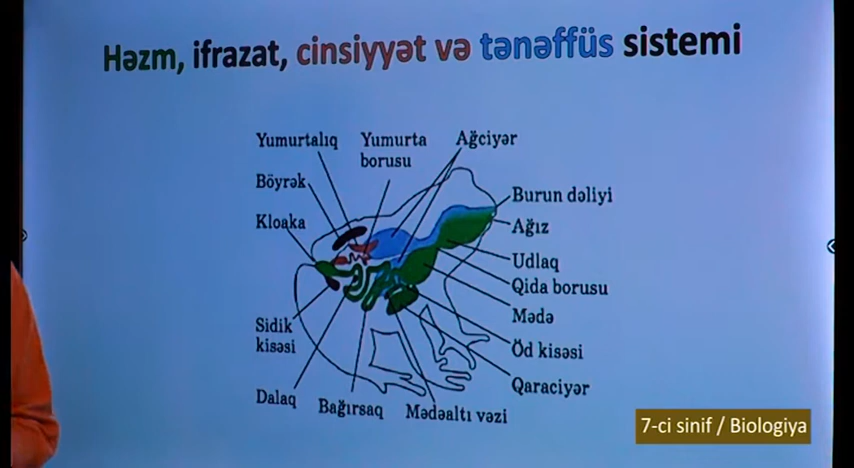 Həzm, ifrazat, cinsiyyət və tənəffüs sistemi
Yumurtalıq
Yumurta
borusu
Ağciyər
Böyrək
Kloaka
Burun dəliyi
Ağız
Udlaq
Qida borusu
Mədə
Öd kisəsi
Qaraciyər
Sidik
kisəsi
Dalaq
Bağırsaq
Mədəaltı vəzi
7-ci sinif / Biologiya